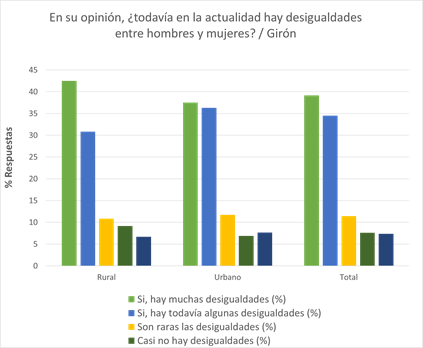 En su opinión, ¿todavía en la actualidad hay desigualdades
entre hombres y mujeres? / Girón
45
40
35
30
25
20
15
10
5
0
% Respuestas
Rural
Urbano
Total
Si, hay muchas desigualdades (%)
Si, hay todavía algunas desigualdades (%)
Son raras las desigualdades (%)
Casi no hay desigualdades (%)